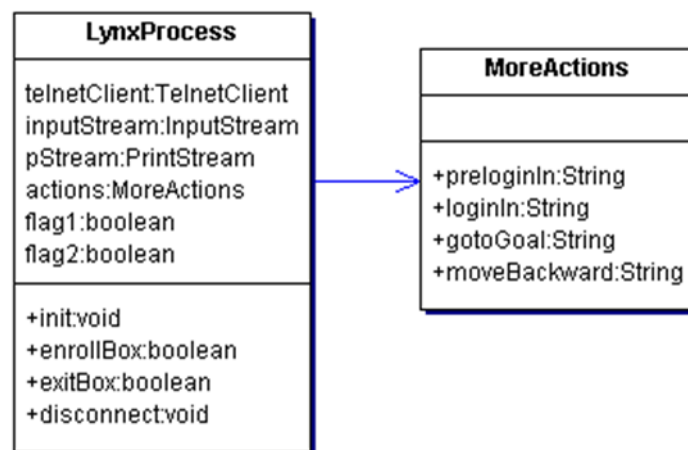 LynxProcess
telnetClient:TelnetClient
inputStream:InputStream
pStream:PrintStream
actions:MoreActions
flag1:boolean
flag2:boolean
+init:void
+enrollBox:boolean
+exitBox:boolean
+disconnect:void
MoreActions
+preloginIn:String
+loginIn:String
+gotoGoal:String
+moveBackward:String